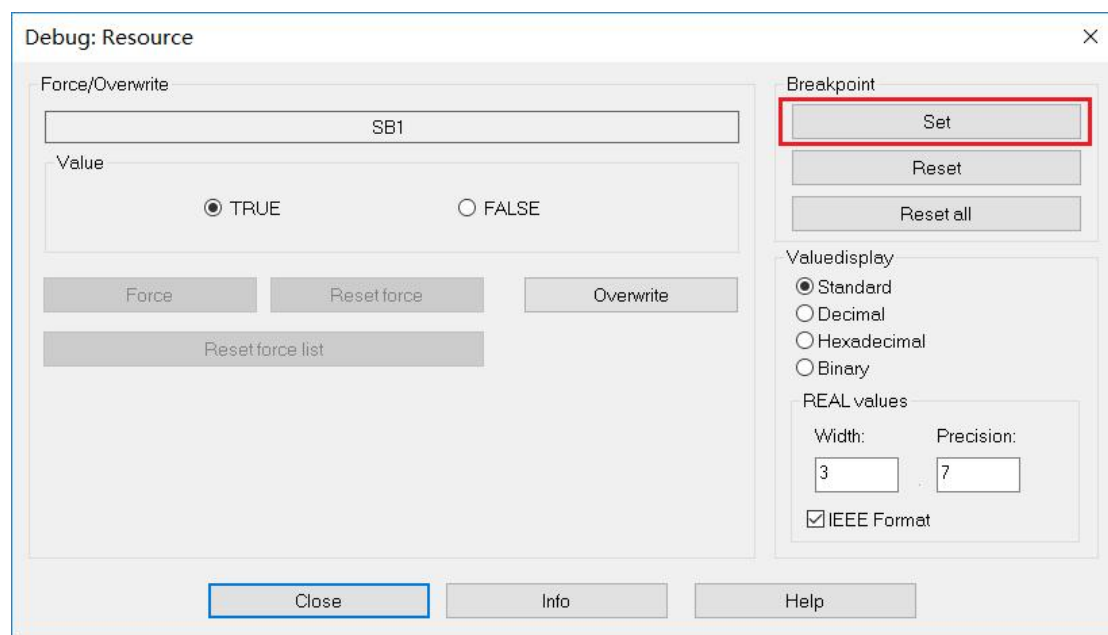 Debug: Resource
Force/Overwrite
SB1
Value
TRUE
FALSE
Force
Reset force
Overwrite
Reset force list
Breakpoint
Set
Reset
Reset all
Valuedisplay
Standard
Decimal
Hexadecimal
Binary
REAL values
Width: Precision:
3 . 7
IEEE Format
Close
Info
Help